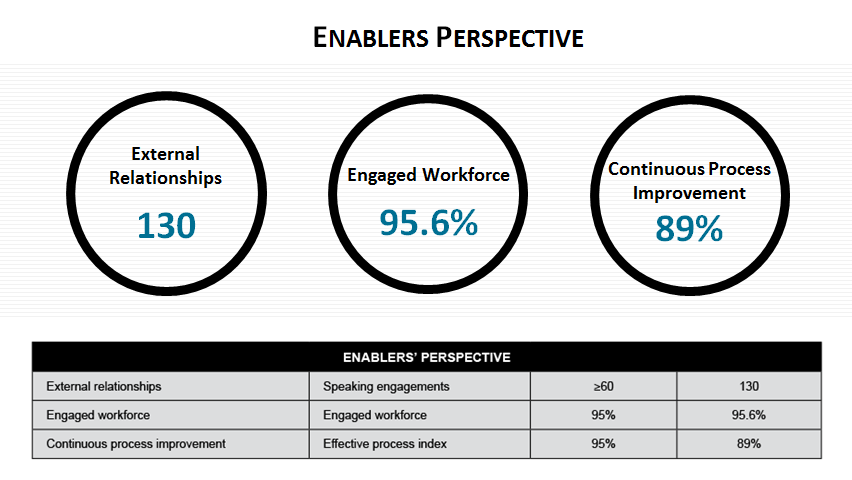 ENABLERS PERSPECTIVE
External
Relationships
130
Engaged Workforce
95.6%
Continuous Process
Improvement
89%
ENABLERS' PERSPECTIVE
External relationships Speaking engagements ≥60 130
Engaged workforce Engaged workforce 95% 95.6%
Continuous process improvement Effective process index 95% 89%